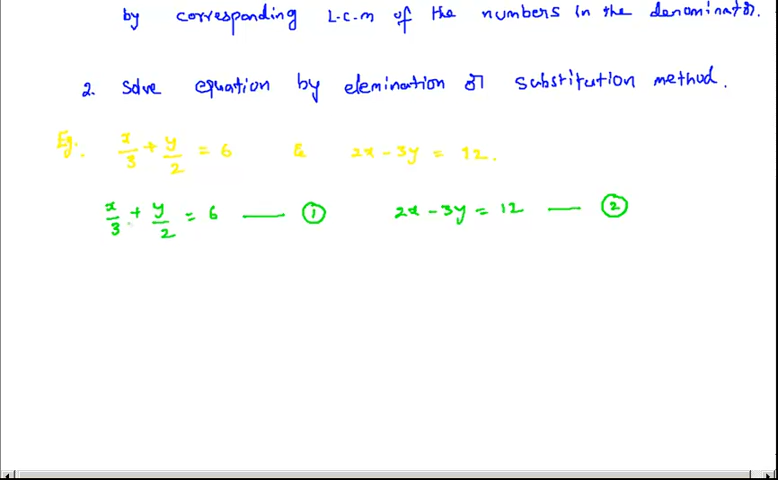 by corresponding L.C.M of the numbers in the denominator.
2. Solve equation by elemination or substitution method.
Eg:. x/3 + y/2 = 6 & 2x - 3y = 12.
x/3 + y/2 = 6 — ① 2x - 3y = 12 — ②